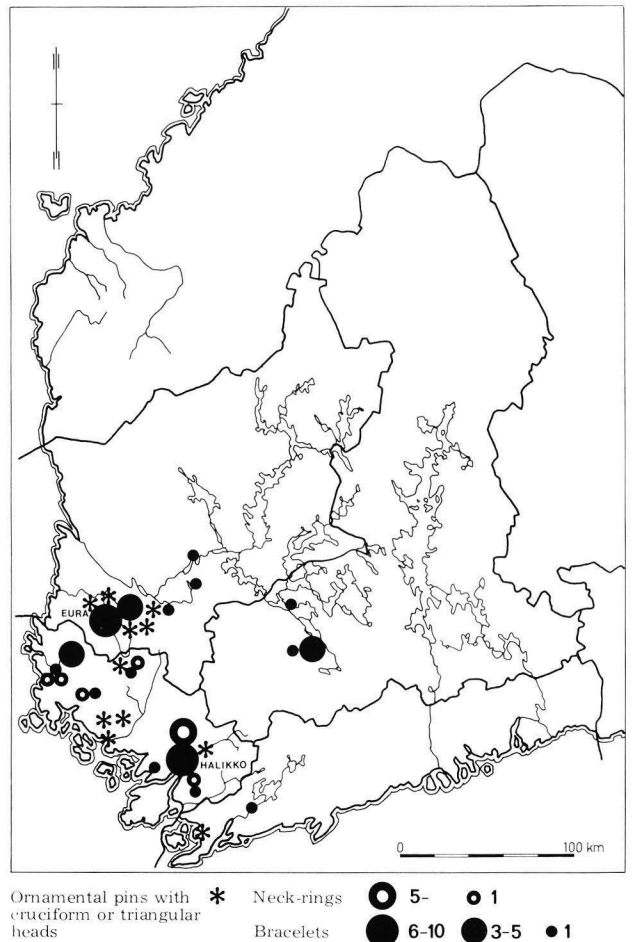 EURA
HALIKKO
0 100 km
Ornamental pins with Neck-rings 5- 1
cruciform or triangular
heads Bracelets 6-10 3-5 1